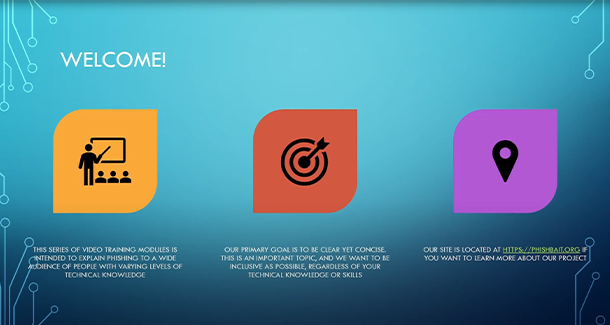 WELCOME!
THIS SERIES OF VIDEO TRAINING MODULES IS
INTENDED TO EXPLAIN PHISHING TO A WIDE
AUDIENCE OF PEOPLE WITH VARYING LEVELS OF
TECHNICAL KNOWLEDGE
OUR PRIMARY GOAL IS TO BE CLEAR YET CONCISE.
THIS IS AN IMPORTANT TOPIC, AND WE WANT TO BE
INCLUSIVE AS POSSIBLE, REGARDLESS OF YOUR
TECHNICAL KNOWLEDGE OR SKILLS
OUR SITE IS LOCATED AT HTTPS://PHISHBAIT.ORG IF
YOU WANT TO LEARN MORE ABOUT OUR PROJECT